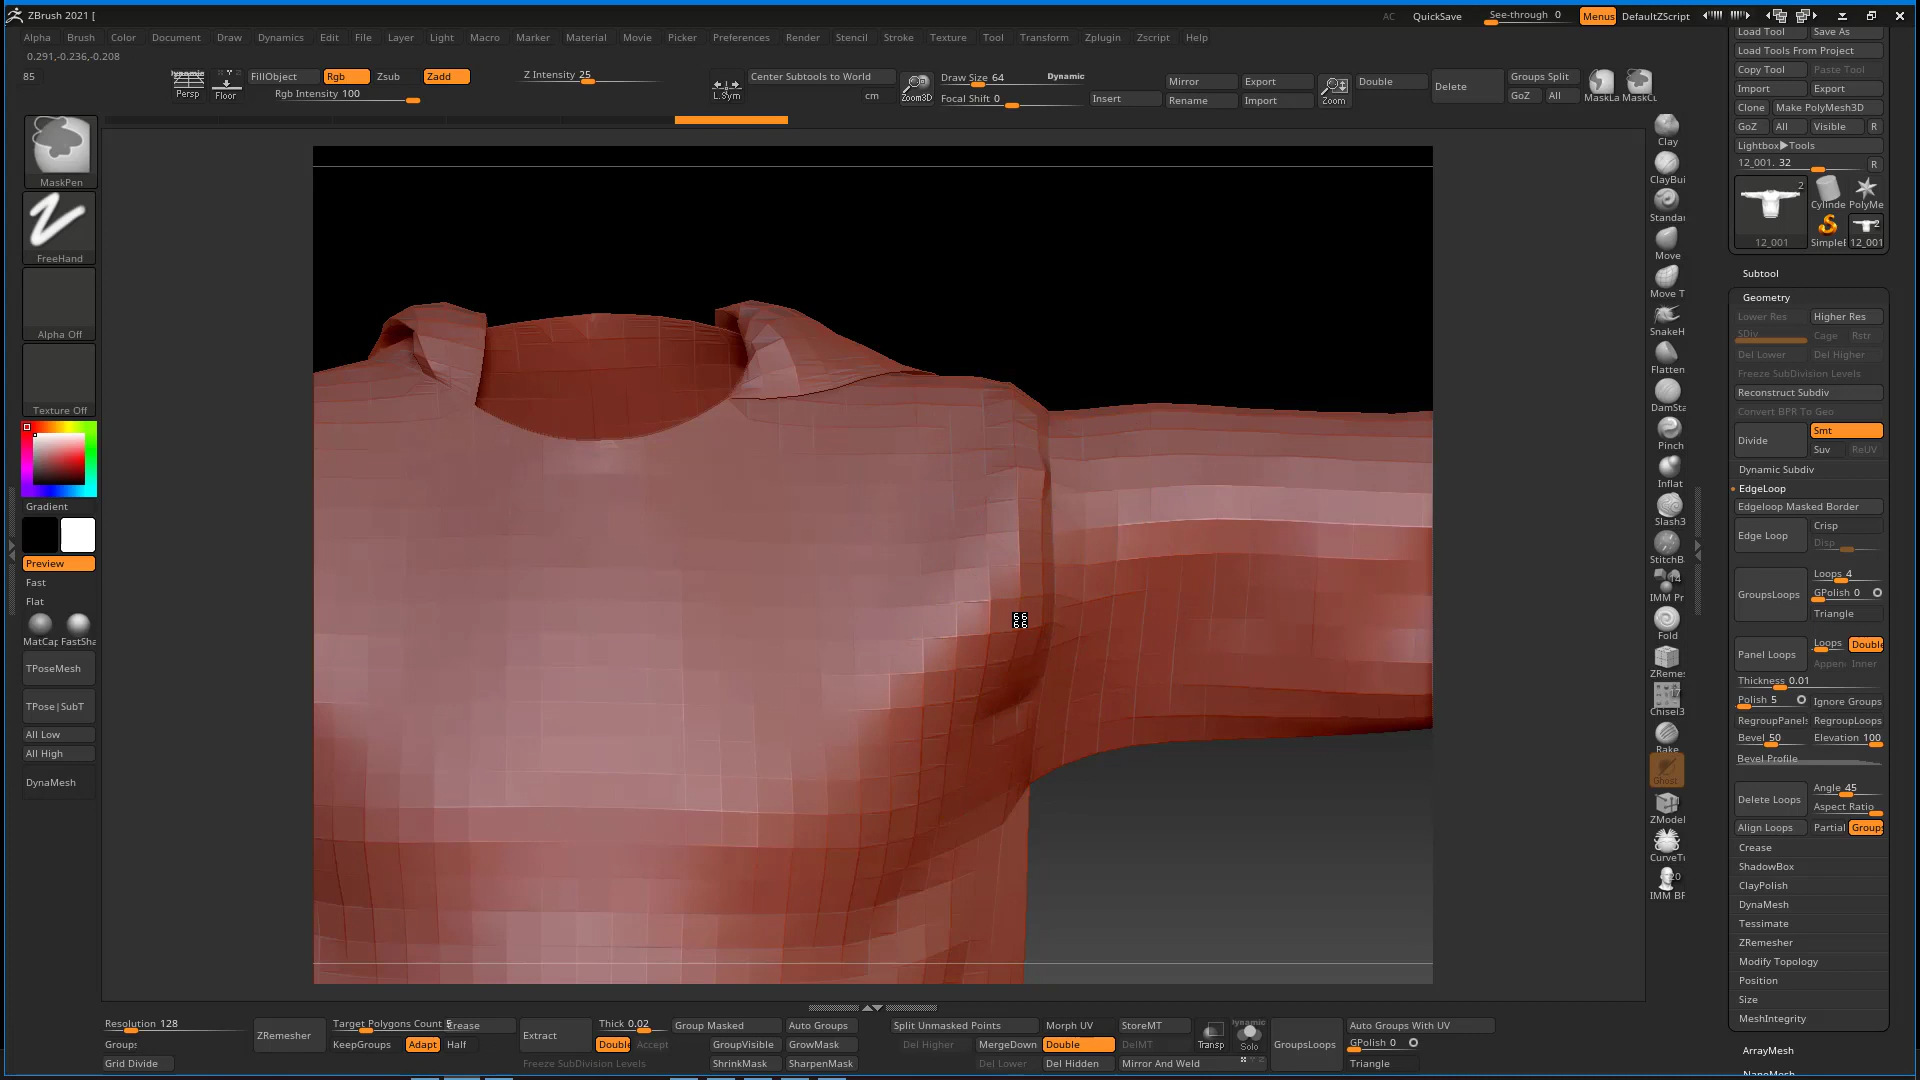 ZBrush 2021 [
AC
QuickSave
See-through 0
Menus
DefaultZScript
Alpha Brush Color Document Draw Dynamics Edit File Layer Light Macro Marker Material Movie Picker Preferences Render Stencil Stroke Texture Tool Transform Zplugin Zscript Help
0.291,-0.236,-0.208
85
Dynamic
Persp
Floor
FillObject
Rgb
Zsub
Zadd
Rgb Intensity 100
Z Intensity 25
L.Sym
Center Subtools to World
cm
Zoom3D
Draw Size 64
Dynamic
Focal Shift 0
Insert
Mirror
Rename
Export
Import
Zoom
Double
Delete
Groups Split
GoZ
All
MaskLa
MaskCu
MaskPen
FreeHand
Alpha Off
Texture Off
Gradient
Preview
Fast
Flat
MatCap
FastSha
TPoseMesh
TPose|SubT
All Low
All High
DynaMesh
Clay
ClayBui
Standar
Move
Move T
SnakeH
Flatten
DamSta
Pinch
Inflat
Slash3
StitchB
14
IMM Pr
Fold
ZRemes
17
Chisel3
Rake
Ghost
ZModel
CurveTu
20
IMM BP
Load Tool
Save As
Load Tools From Project
Copy Tool
Paste Tool
Import
Export
Clone
Make PolyMesh3D
GoZ
All
Visible
R
Lightbox▶Tools
12_001. 32
R
2
12_001
Cylinde
PolyMe
SimpleB
2
12_001
Subtool
Geometry
Lower Res
Higher Res
SDiv
Cage
Rstr
Del Lower
Del Higher
Freeze SubDivision Levels
Reconstruct Subdiv
Convert BPR To Geo
Divide
Smt
Suv
ReUV
Dynamic Subdiv
EdgeLoop
Edgeloop Masked Border
Edge Loop
Crisp
Disp
GroupsLoops
Loops 4
GPolish 0
Triangle
Panel Loops
Loops
Double
Append
Inner
Thickness 0.01
Polish 5
Ignore Groups
RegroupPanels
RegroupLoops
Bevel 50
Elevation 100
Bevel Profile
Delete Loops
Angle 45
Aspect Ratio
Align Loops
Partial
Groups
Crease
ShadowBox
ClayPolish
DynaMesh
Tessimate
ZRemesher
Modify Topology
Position
Size
MeshIntegrity
ArrayMesh
NanoMesh
Resolution 128
Groups
Grid Divide
ZRemesher
Target Polygons Count 5
Crease
KeepGroups
Adapt
Half
Extract
Thick 0.02
Double
Accept
Freeze SubDivision Levels
Group Masked
GroupVisible
ShrinkMask
Auto Groups
GrowMask
SharpenMask
Split Unmasked Points
Del Higher
MergeDown
Del Lower
Morph UV
Double
Del Hidden
StoreMT
DelMT
Mirror And Weld
Transp
Dynamic
Solo
GroupsLoops
Auto Groups With UV
GPolish 0
Triangle